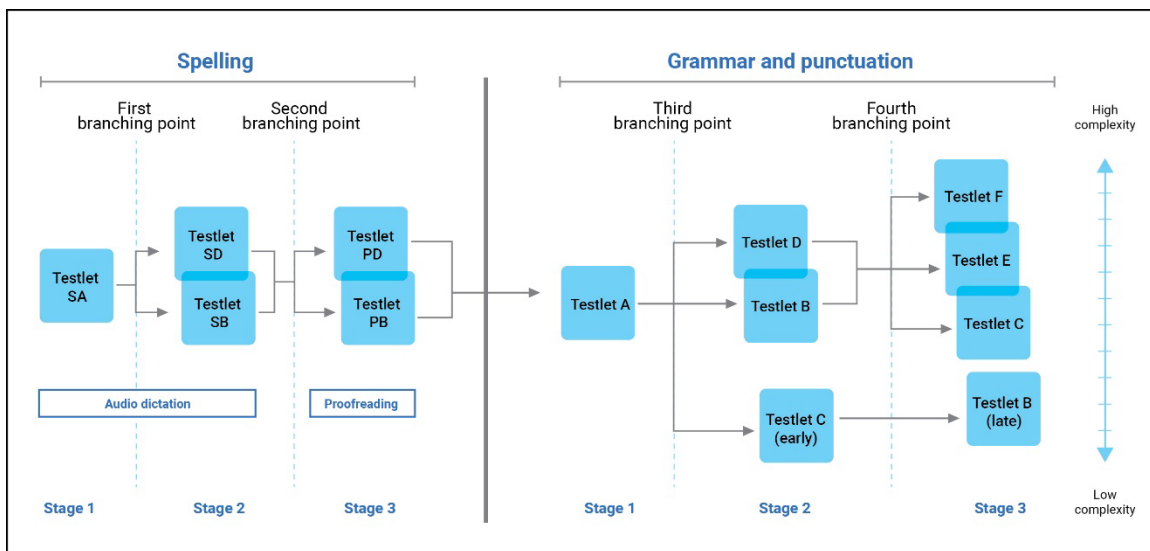 Spelling
Grammar and punctuation
First
branching point
Second
branching point
Third
branching point
Fourth
branching point
High
complexity
Testlet
SA
Testlet
SD
Testlet
SB
Testlet
PD
Testlet
PB
Testlet A
Testlet D
Testlet B
Testlet C
(early)
Testlet F
Testlet E
Testlet C
Testlet B
(late)
Audio dictation
Proofreading
Stage 1
Stage 2
Stage 3
Stage 1
Stage 2
Stage 3
Low
complexity